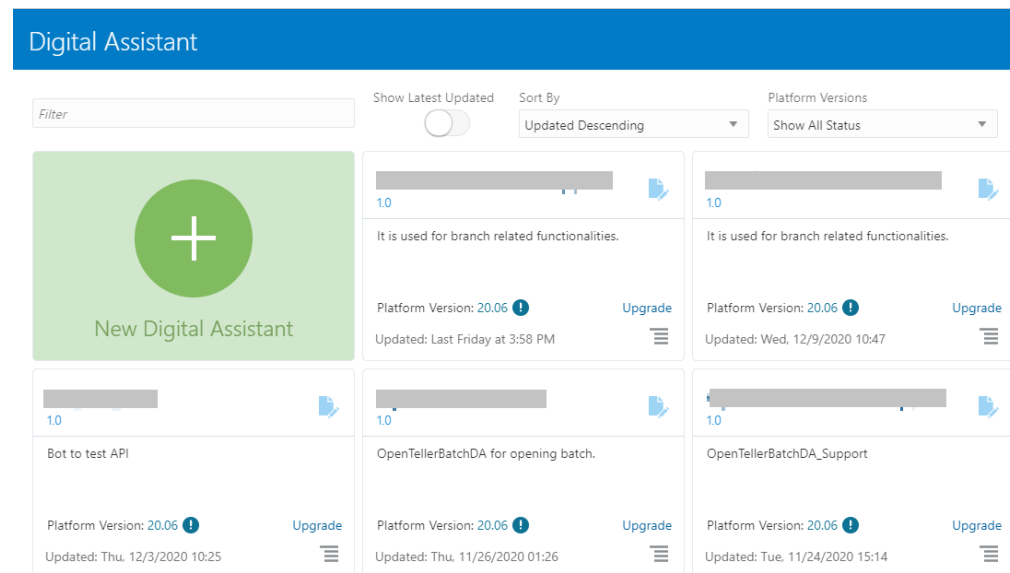 Digital Assistant
Show Latest Updated Sort By Platform Versions
Filter
Updated Descending Show All Status
1.0
It is used for branch related functionalities.
Platform Version: 20.06 ! Upgrade
Updated: Last Friday at 3:58 PM
1.0
It is used for branch related functionalities.
Platform Version: 20.06 ! Upgrade
Updated: Wed, 12/9/2020 10:47
New Digital Assistant
1.0
Bot to test API
Platform Version: 20.06 ! Upgrade
Updated: Thu, 12/3/2020 10:25
1.0
OpenTellerBatchDA for opening batch.
Platform Version: 20.06 ! Upgrade
Updated: Thu, 11/26/2020 01:26
1.0
OpenTellerBatchDA_Support
Platform Version: 20.06 ! Upgrade
Updated: Tue, 11/24/2020 15:14